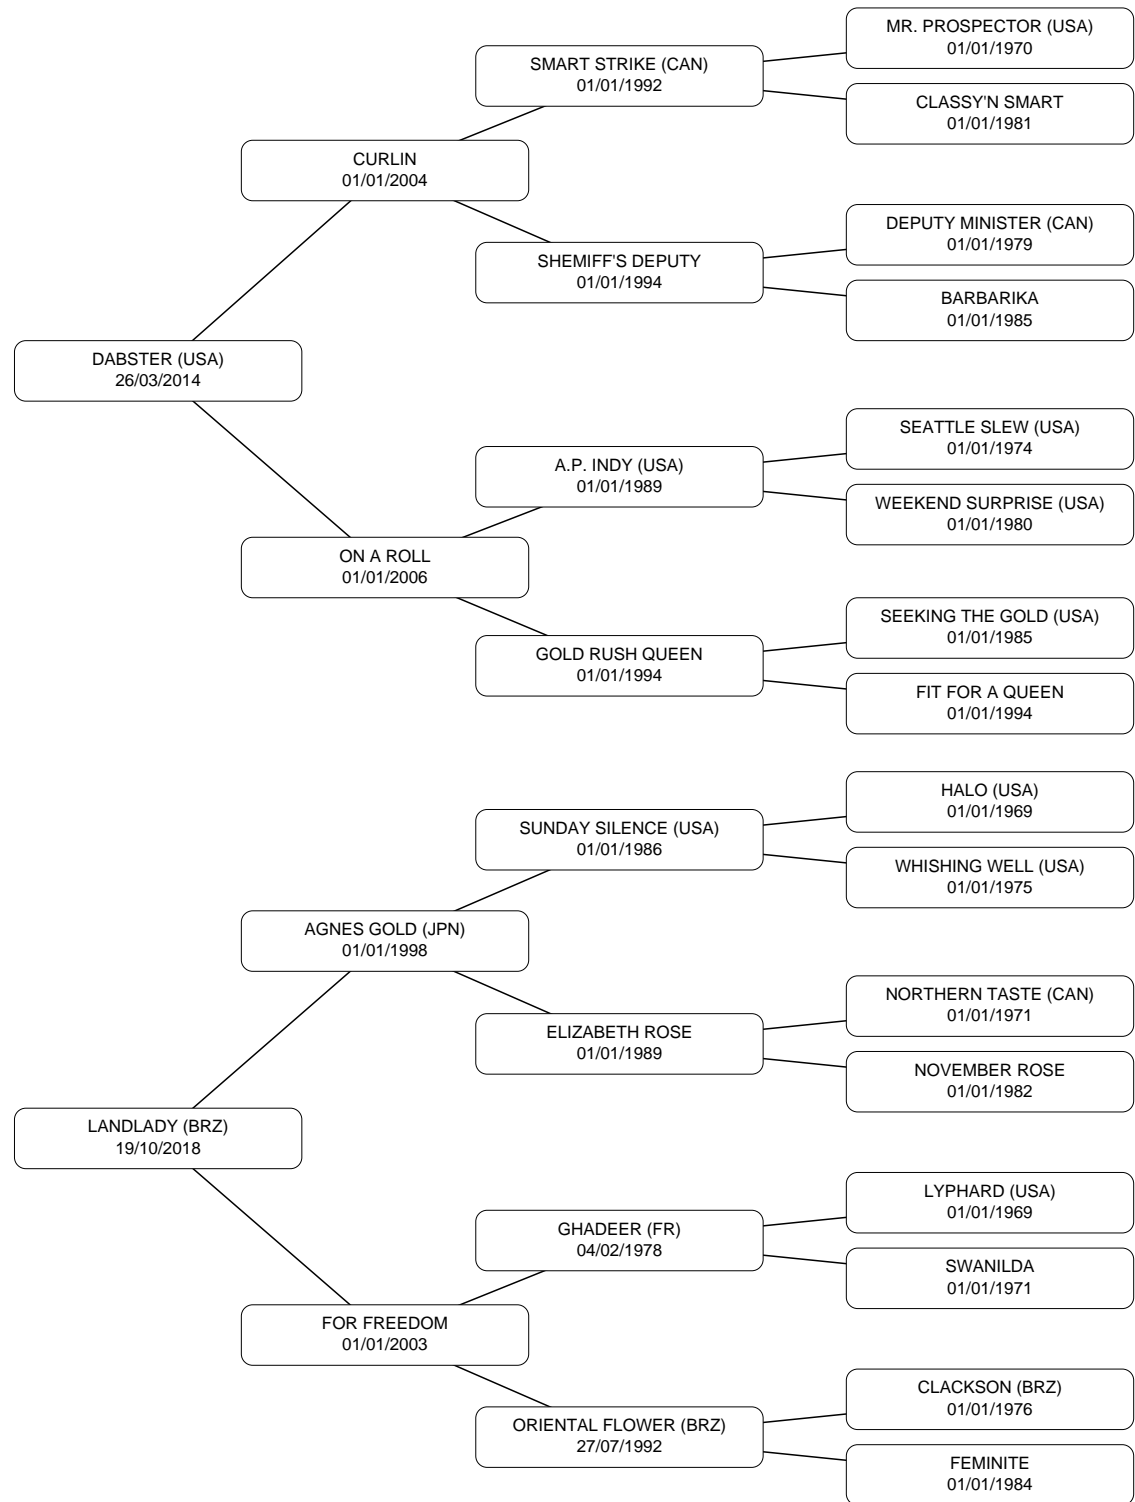 MR. PROSPECTOR (USA)
01/01/1970
SMART STRIKE (CAN)
01/01/1992
CLASSY'N SMART
01/01/1981
CURLIN
01/01/2004
DEPUTY MINISTER (CAN)
01/01/1979
SHEMIFF'S DEPUTY
01/01/1994
BARBARIKA
01/01/1985
DABSTER (USA)
26/03/2014
SEATTLE SLEW (USA)
01/01/1974
A.P. INDY (USA)
01/01/1989
WEEKEND SURPRISE (USA)
01/01/1980
ON A ROLL
01/01/2006
SEEKING THE GOLD (USA)
01/01/1985
GOLD RUSH QUEEN
01/01/1994
FIT FOR A QUEEN
01/01/1994
HALO (USA)
01/01/1969
SUNDAY SILENCE (USA)
01/01/1986
WHISHING WELL (USA)
01/01/1975
AGNES GOLD (JPN)
01/01/1998
NORTHERN TASTE (CAN)
01/01/1971
ELIZABETH ROSE
01/01/1989
NOVEMBER ROSE
01/01/1982
LANDLADY (BRZ)
19/10/2018
LYPHARD (USA)
01/01/1969
GHADEER (FR)
04/02/1978
SWANILDA
01/01/1971
FOR FREEDOM
01/01/2003
CLACKSON (BRZ)
01/01/1976
ORIENTAL FLOWER (BRZ)
27/07/1992
FEMINITE
01/01/1984